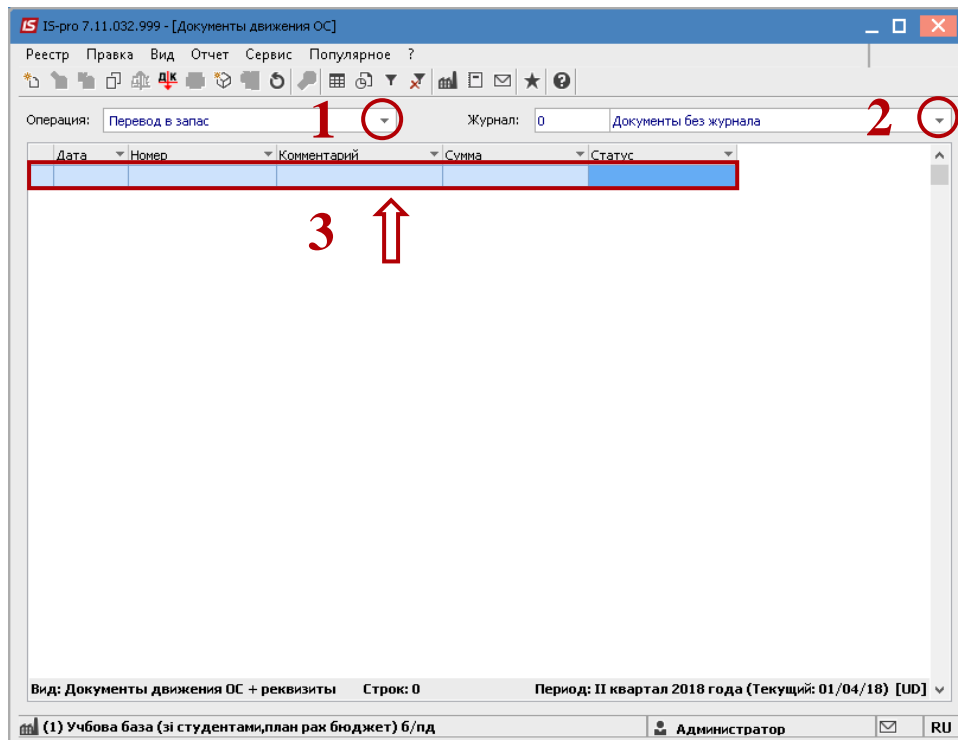 IS-pro 7.11.032.999 - [Документы движения ОС]
Реестр Правка Вид Отчет Сервис Популярное ?
Операция: Перевод в запас 1 Журнал: 0 Документы без журнала 2
Дата Номер Комментарий Сумма Статус
3
Вид: Документы движения ОС + реквизиты Строк: 0 Период: II квартал 2018 года (Текущий: 01/04/18) [UD]
(1) Учбова база (зі студентами,план рах бюджет) б/пд Администратор RU